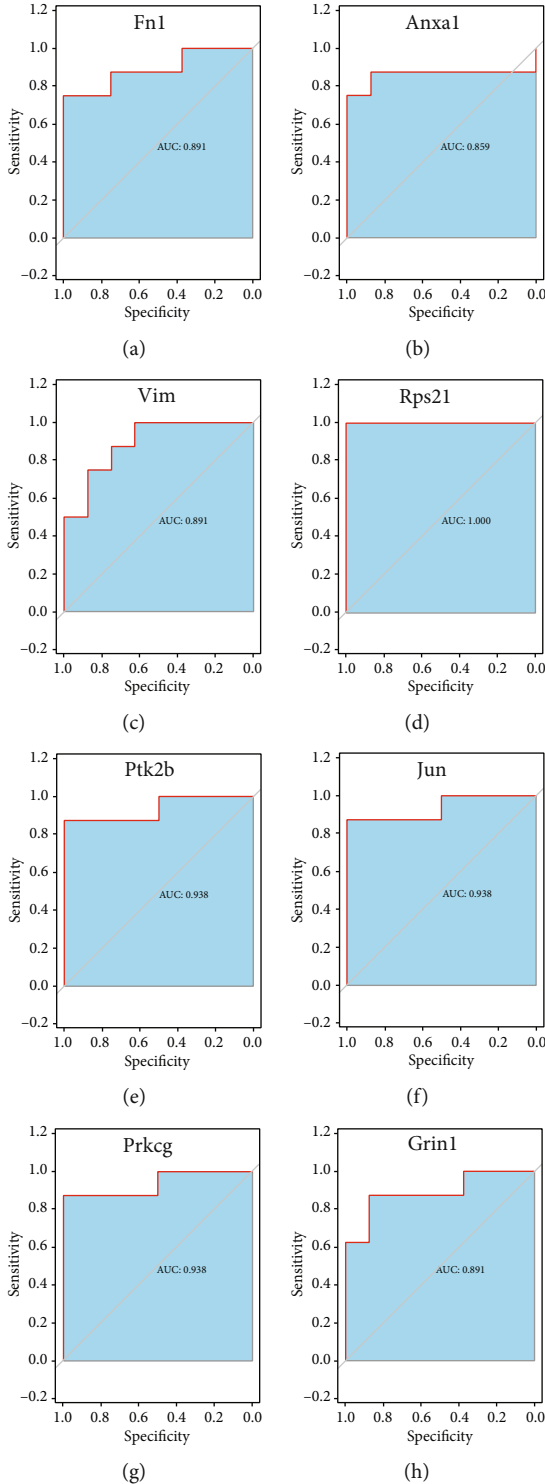 Fn1
1.2
1.0
0.8
0.6
0.4
0.2
0.0
–0.2
Sensitivity
AUC: 0.891
1.0 0.8 0.6 0.4 0.2 0.0
Specificity
(a)
Anxa1
1.2
1.0
0.8
0.6
0.4
0.2
0.0
–0.2
Sensitivity
AUC: 0.859
1.0 0.8 0.6 0.4 0.2 0.0
Specificity
(b)
Vim
1.2
1.0
0.8
0.6
0.4
0.2
0.0
–0.2
Sensitivity
AUC: 0.891
1.0 0.8 0.6 0.4 0.2 0.0
Specificity
(c)
Rps21
1.2
1.0
0.8
0.6
0.4
0.2
0.0
–0.2
Sensitivity
AUC: 1.000
1.0 0.8 0.6 0.4 0.2 0.0
Specificity
(d)
Ptk2b
1.2
1.0
0.8
0.6
0.4
0.2
0.0
–0.2
Sensitivity
AUC: 0.938
1.0 0.8 0.6 0.4 0.2 0.0
Specificity
(e)
Jun
1.2
1.0
0.8
0.6
0.4
0.2
0.0
–0.2
Sensitivity
AUC: 0.938
1.0 0.8 0.6 0.4 0.2 0.0
Specificity
(f)
Prkcg
1.2
1.0
0.8
0.6
0.4
0.2
0.0
–0.2
Sensitivity
AUC: 0.938
1.0 0.8 0.6 0.4 0.2 0.0
Specificity
(g)
Grin1
1.2
1.0
0.8
0.6
0.4
0.2
0.0
–0.2
Sensitivity
AUC: 0.891
1.0 0.8 0.6 0.4 0.2 0.0
Specificity
(h)